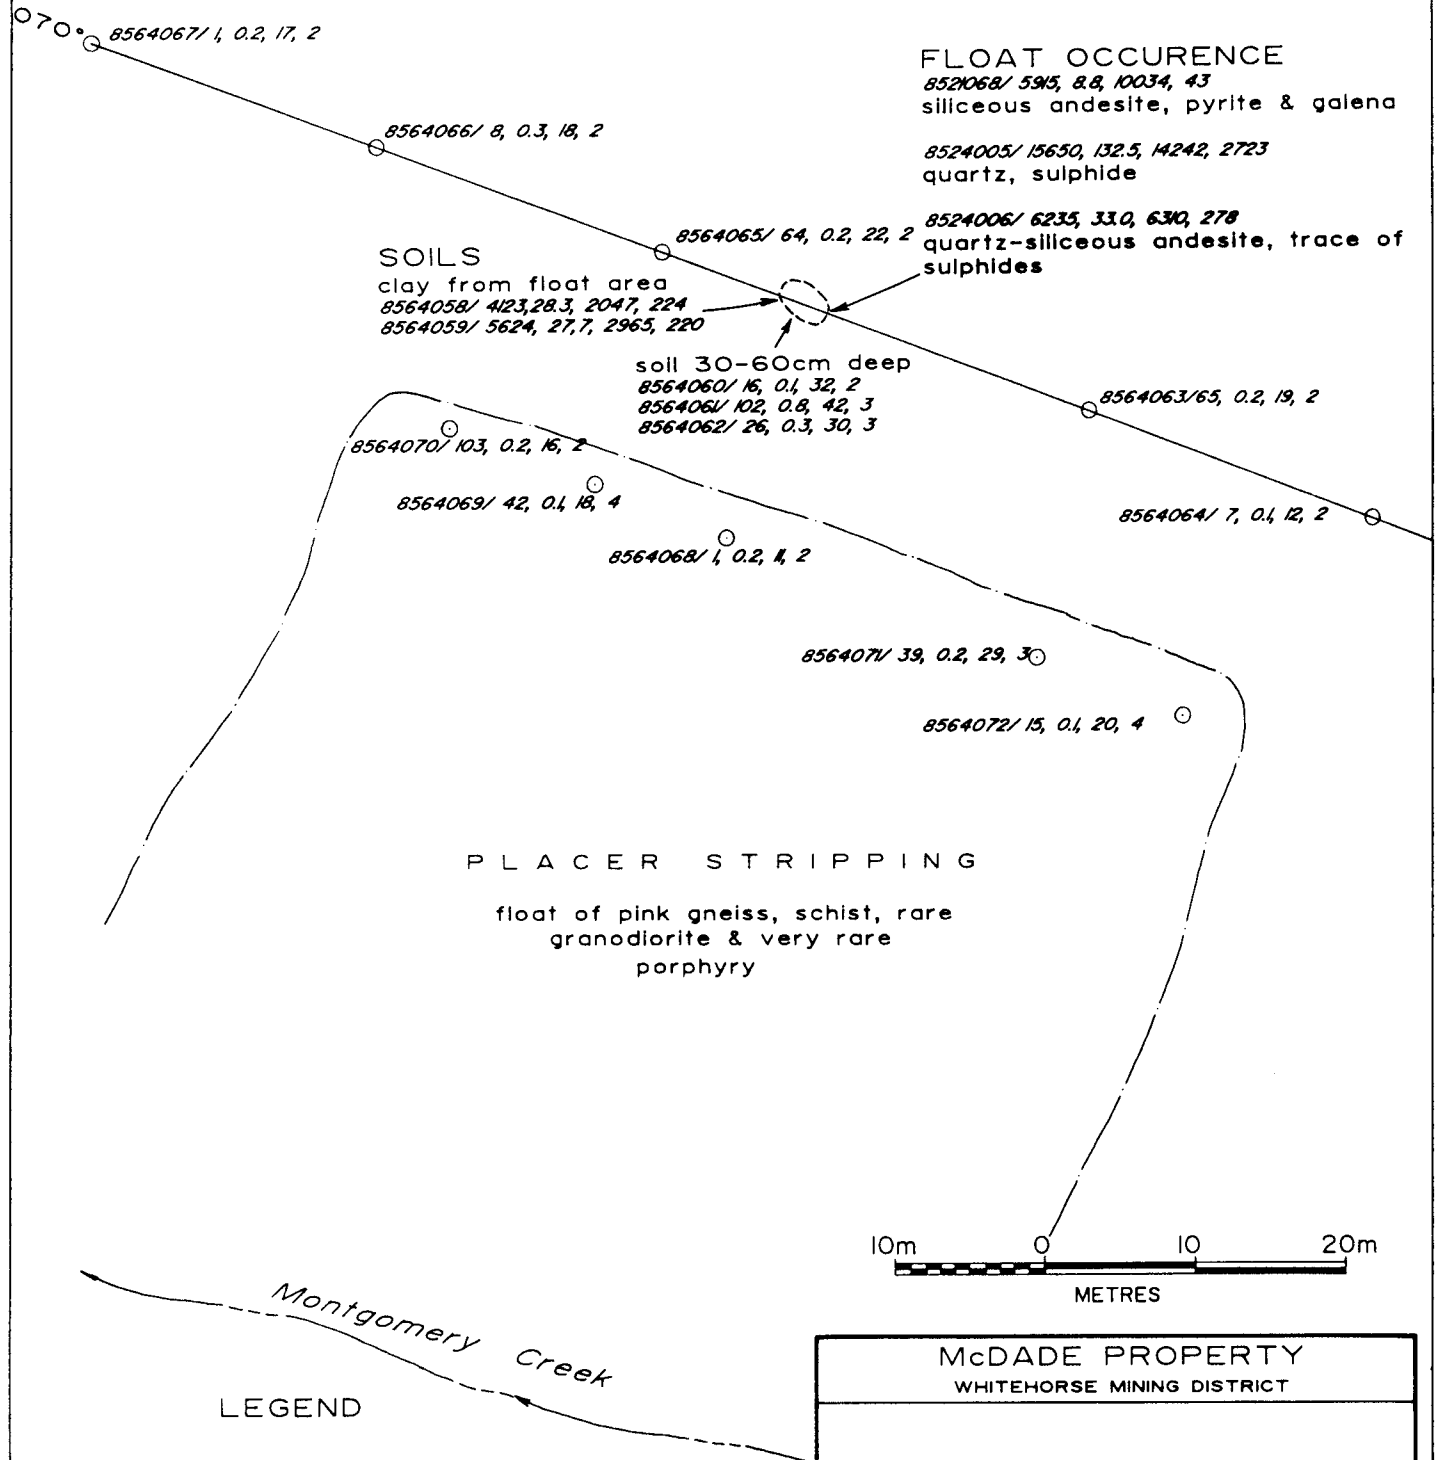 070°
8564067/ 1, 0.2, 17, 2
FLOAT OCCURENCE
8521068/ 5915, 8.8, 10034, 43
siliceous andesite, pyrite & galena
8564066/ 8, 0.3, 18, 2
8524005/ 15650, 132.5, 14242, 2723
quartz, sulphide
8564065/ 64, 0.2, 22, 2
8524006/ 6235, 33.0, 6310, 278
quartz-siliceous andesite, trace of
sulphides
SOILS
clay from float area
8564058/ 4123,28.3, 2047, 224
8564059/ 5624, 27,7, 2965, 220
soil 30-60cm deep
8564060/ 16, 0.1, 32, 2
8564061/ 102, 0.8, 42, 3
8564062/ 26, 0.3, 30, 3
8564063/65, 0.2, 19, 2
8564070/ 103, 0.2, 16, 2
8564069/ 42, 0.1, 18, 4
8564064/ 7, 0.1, 12, 2
8564068/ 1, 0.2, 11, 2
8564071/ 39, 0.2, 29, 3
8564072/ 15, 0.1, 20, 4
PLACER STRIPPING
float of pink gneiss, schist, rare
granodiorite & very rare
porphyry
10m 0 10 20m
METRES
Montgomery Creek
McDADE PROPERTY
WHITEHORSE MINING DISTRICT
LEGEND